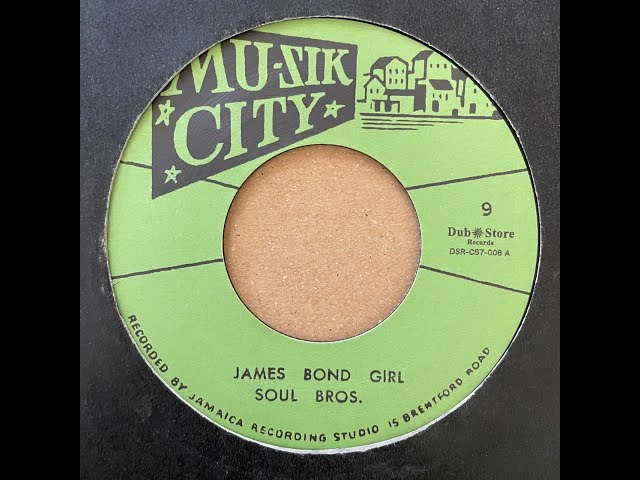 MU-SIK
CITY
9
Dub Store
Records
DSR-CS7-006 A
JAMES BOND GIRL
SOUL BROS.
RECORDED BY JAMAICA RECORDING STUDIO 15 BRENTFORD ROAD